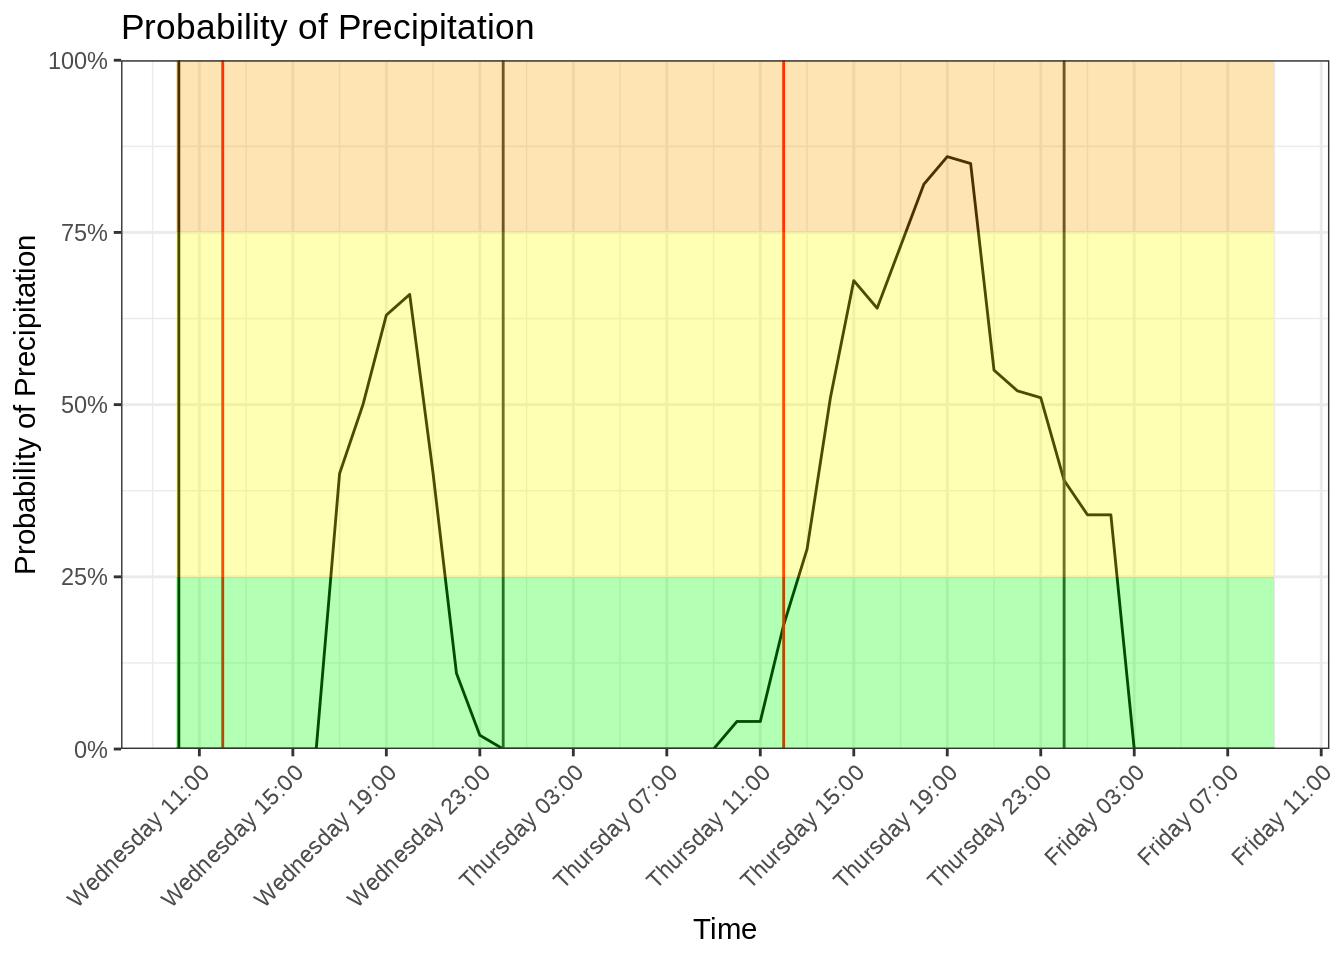 Probability of Precipitation
Probability of Precipitation
100%
75%
50%
25%
0%
Wednesday 11:00
Wednesday 15:00
Wednesday 19:00
Wednesday 23:00
Thursday 03:00
Thursday 07:00
Thursday 11:00
Thursday 15:00
Thursday 19:00
Thursday 23:00
Friday 03:00
Friday 07:00
Friday 11:00
Time